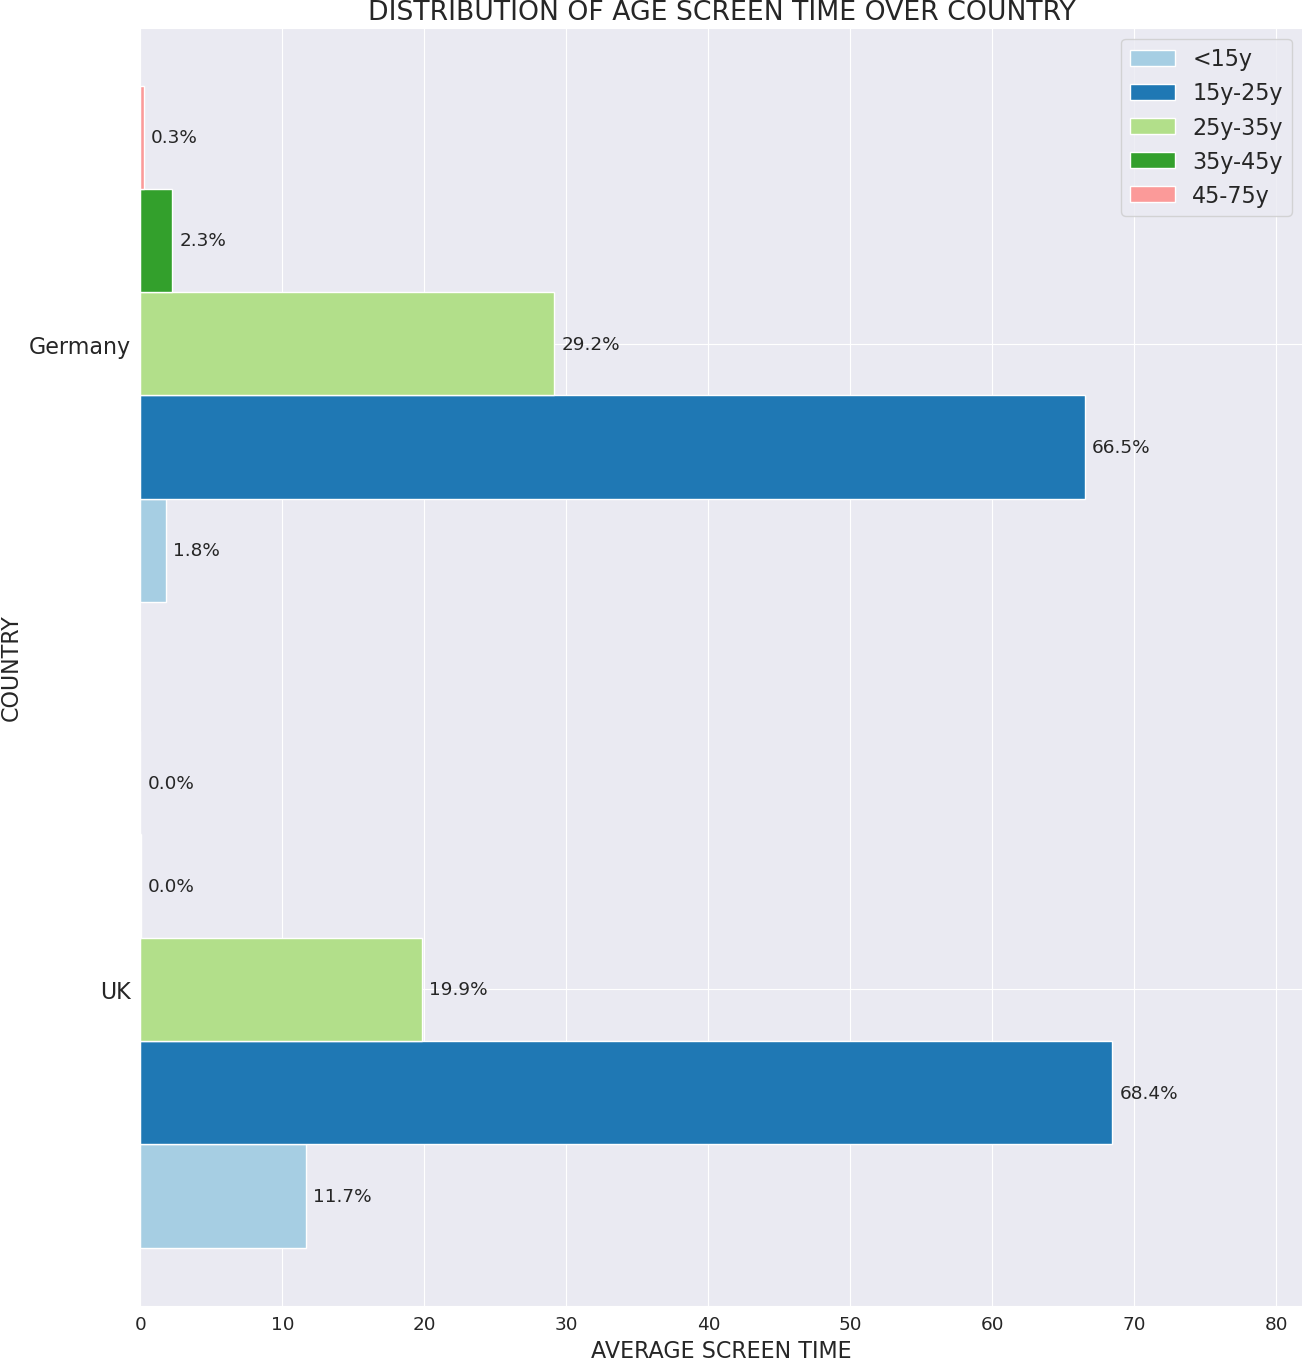 DISTRIBUTION OF AGE SCREEN TIME OVER COUNTRY
<15y
15y-25y
25y-35y
35y-45y
45-75y
0.3%
2.3%
Germany
29.2%
66.5%
1.8%
COUNTRY
0.0%
0.0%
UK
19.9%
68.4%
11.7%
0 10 20 30 40 50 60 70 80
AVERAGE SCREEN TIME